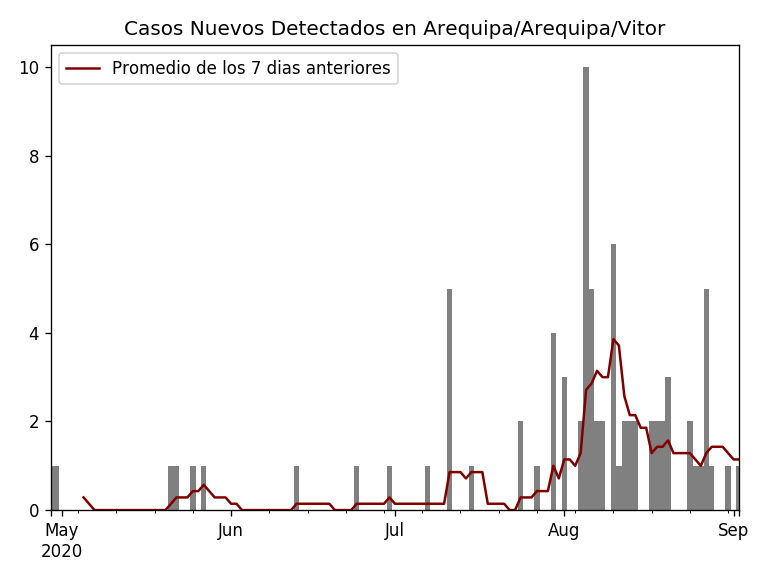 Casos Nuevos Detectados en Arequipa/Arequipa/Vitor
Promedio de los 7 dias anteriores
10
8
6
4
2
0
May Jun Jul Aug Sep
2020